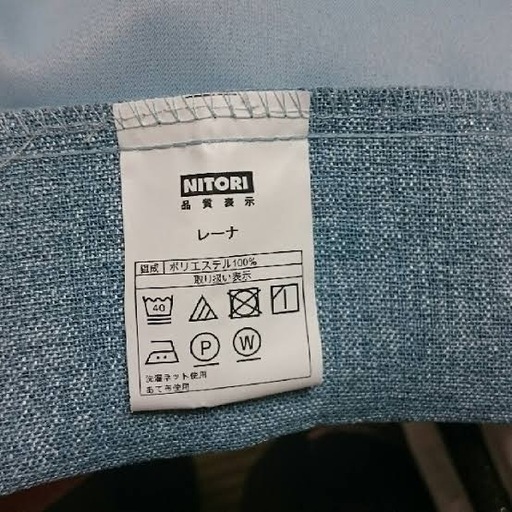 NITORI
品質表示
レーナ
組成 ポリエステル100%
取り扱い表示
40
P W
洗濯ネット使用
あて布使用